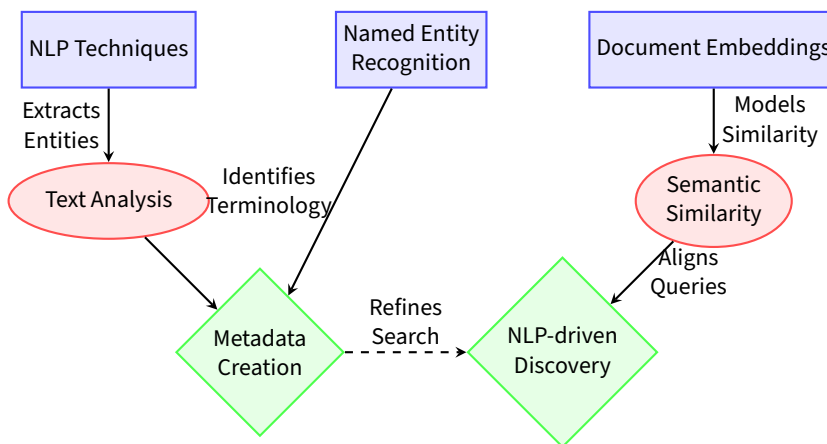 NLP Techniques
Named Entity
Recognition
Document Embeddings
Extracts
Entities
Models
Similarity
Text Analysis
Identifies
Terminology
Semantic
Similarity
Aligns
Queries
Metadata
Creation
Refines
Search
NLP-driven
Discovery